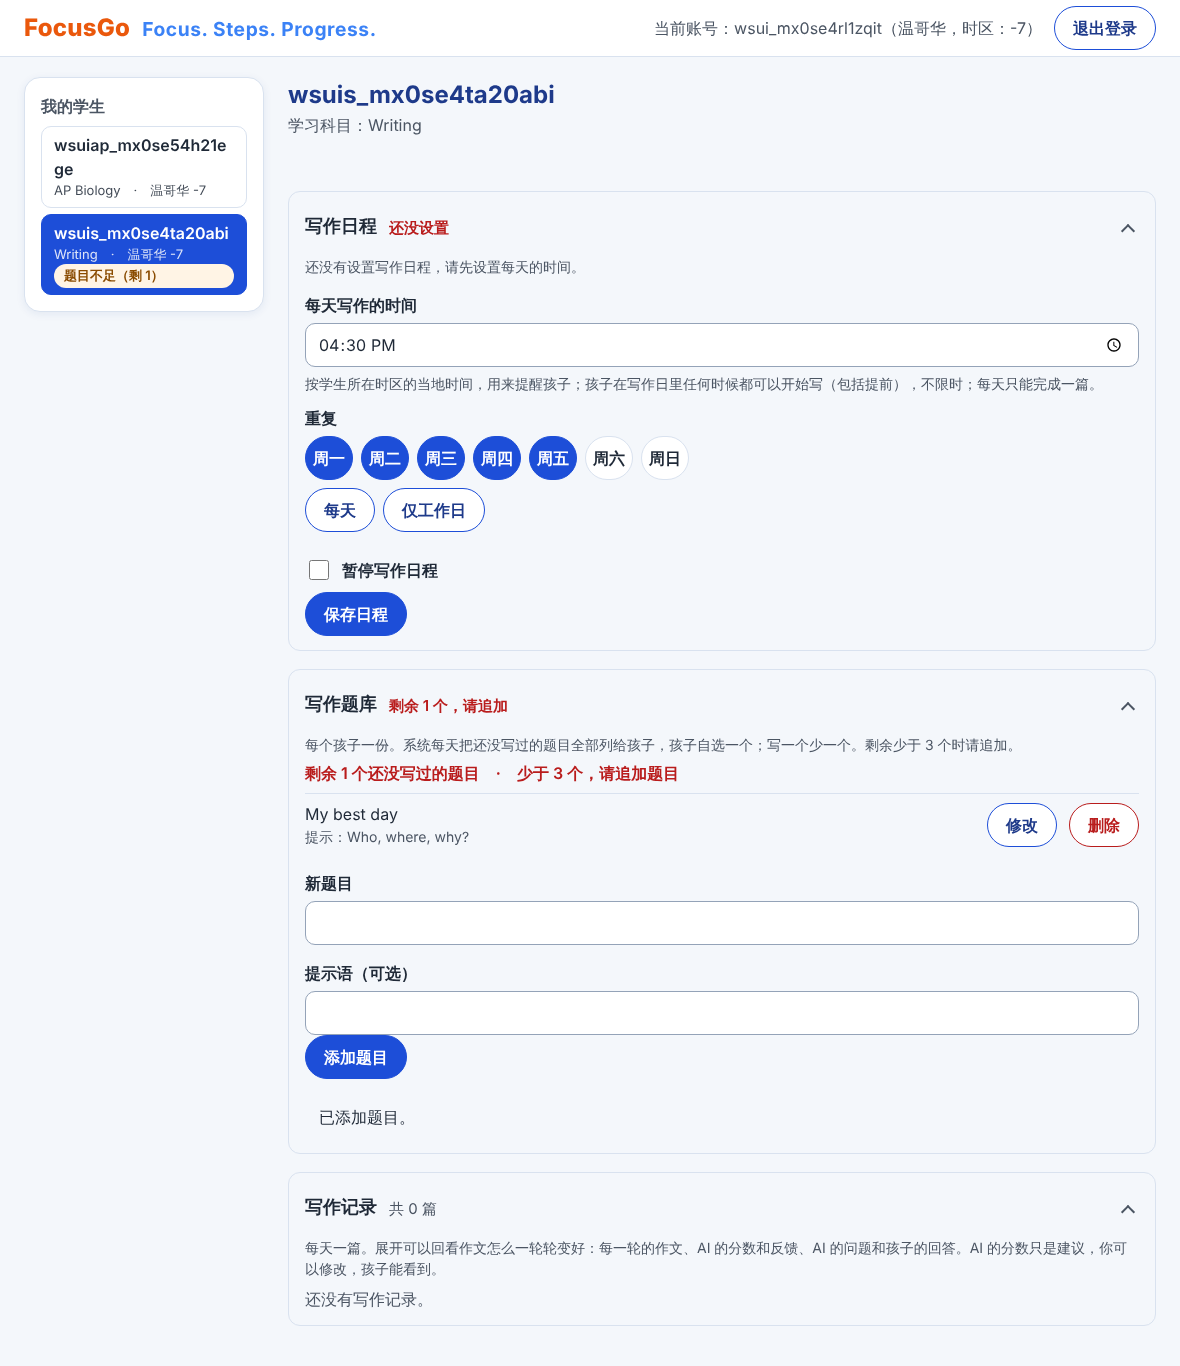 FocusGo Focus. Steps. Progress.
当前账号：wsui_mx0se4rl1zqit（温哥华，时区：-7）
退出登录
我的学生
wsuiap_mx0se54h21e
ge
AP Biology · 温哥华 -7
wsuis_mx0se4ta20abi
Writing · 温哥华 -7
题目不足（剩 1）
wsuis_mx0se4ta20abi
学习科目：Writing
写作日程 还没设置
还没有设置写作日程，请先设置每天的时间。
每天写作的时间
04:30 PM
按学生所在时区的当地时间，用来提醒孩子；孩子在写作日里任何时候都可以开始写（包括提前），不限时；每天只能完成一篇。
重复
周一 周二 周三 周四 周五 周六 周日
每天 仅工作日
暂停写作日程
保存日程
写作题库 剩余 1 个，请追加
每个孩子一份。系统每天把还没写过的题目全部列给孩子，孩子自选一个；写一个少一个。剩余少于 3 个时请追加。
剩余 1 个还没写过的题目 · 少于 3 个，请追加题目
My best day
提示：Who, where, why?
修改 删除
新题目
提示语（可选）
添加题目
已添加题目。
写作记录 共 0 篇
每天一篇。展开可以回看作文怎么一轮轮变好：每一轮的作文、AI 的分数和反馈、AI 的问题和孩子的回答。AI 的分数只是建议，你可
以修改，孩子能看到。
还没有写作记录。